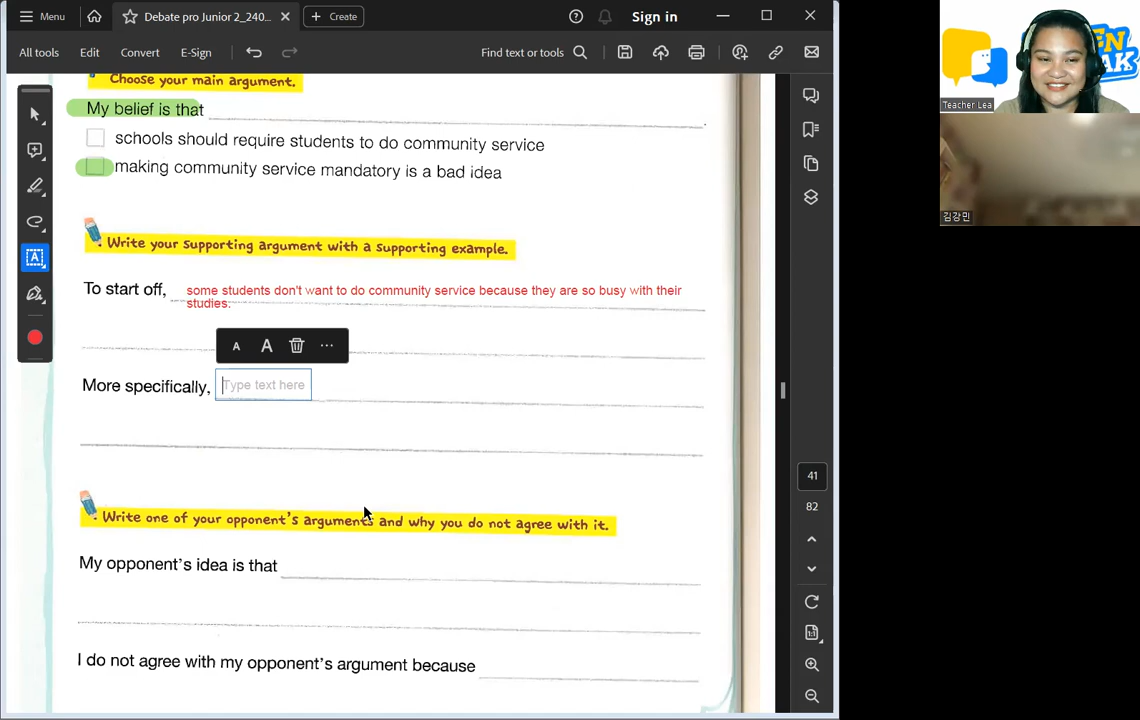 Menu
Debate pro Junior 2_240...
Create
Sign in
All tools
Edit
Convert
E-Sign
Find text or tools
Choose your main argument.
My belief is that
schools should require students to do community service
making community service mandatory is a bad idea
Write your supporting argument with a supporting example.
To start off,
some students don't want to do community service because they are so busy with their
studies.
A A
More specifically,
Type text here
41
82
Write one of your opponent's arguments and why you do not agree with it.
My opponent's idea is that
I do not agree with my opponent's argument because
Teacher Lea
김강민